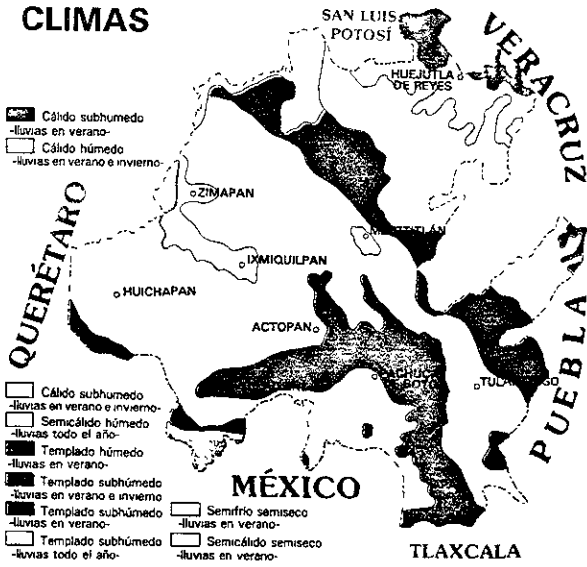 CLIMAS
SAN LUIS
POTOSÍ
VERACRUZ
HUEJUTLA
DE REYES
Cálido subhumedo
-lluvias en verano-
Cálido húmedo
-lluvias en verano e invierno-
ZIMAPAN
QUERÉTARO
IXMIQUILPAN
HUICHAPAN
ACTOPAN
PUEBLA
Cálido subhumedo
-lluvias en verano e invierno-
Semicálido húmedo
-lluvias todo el año-
Templado húmedo
-lluvias en verano-
Templado subhúmedo
-lluvias en verano e invierno
Templado subhúmedo
-lluvias en verano-
Templado subhúmedo
-lluvias todo el año-
Semifrío semiseco
-lluvias en verano-
Semicálido semiseco
-lluvias en verano-
MÉXICO
TLAXCALA